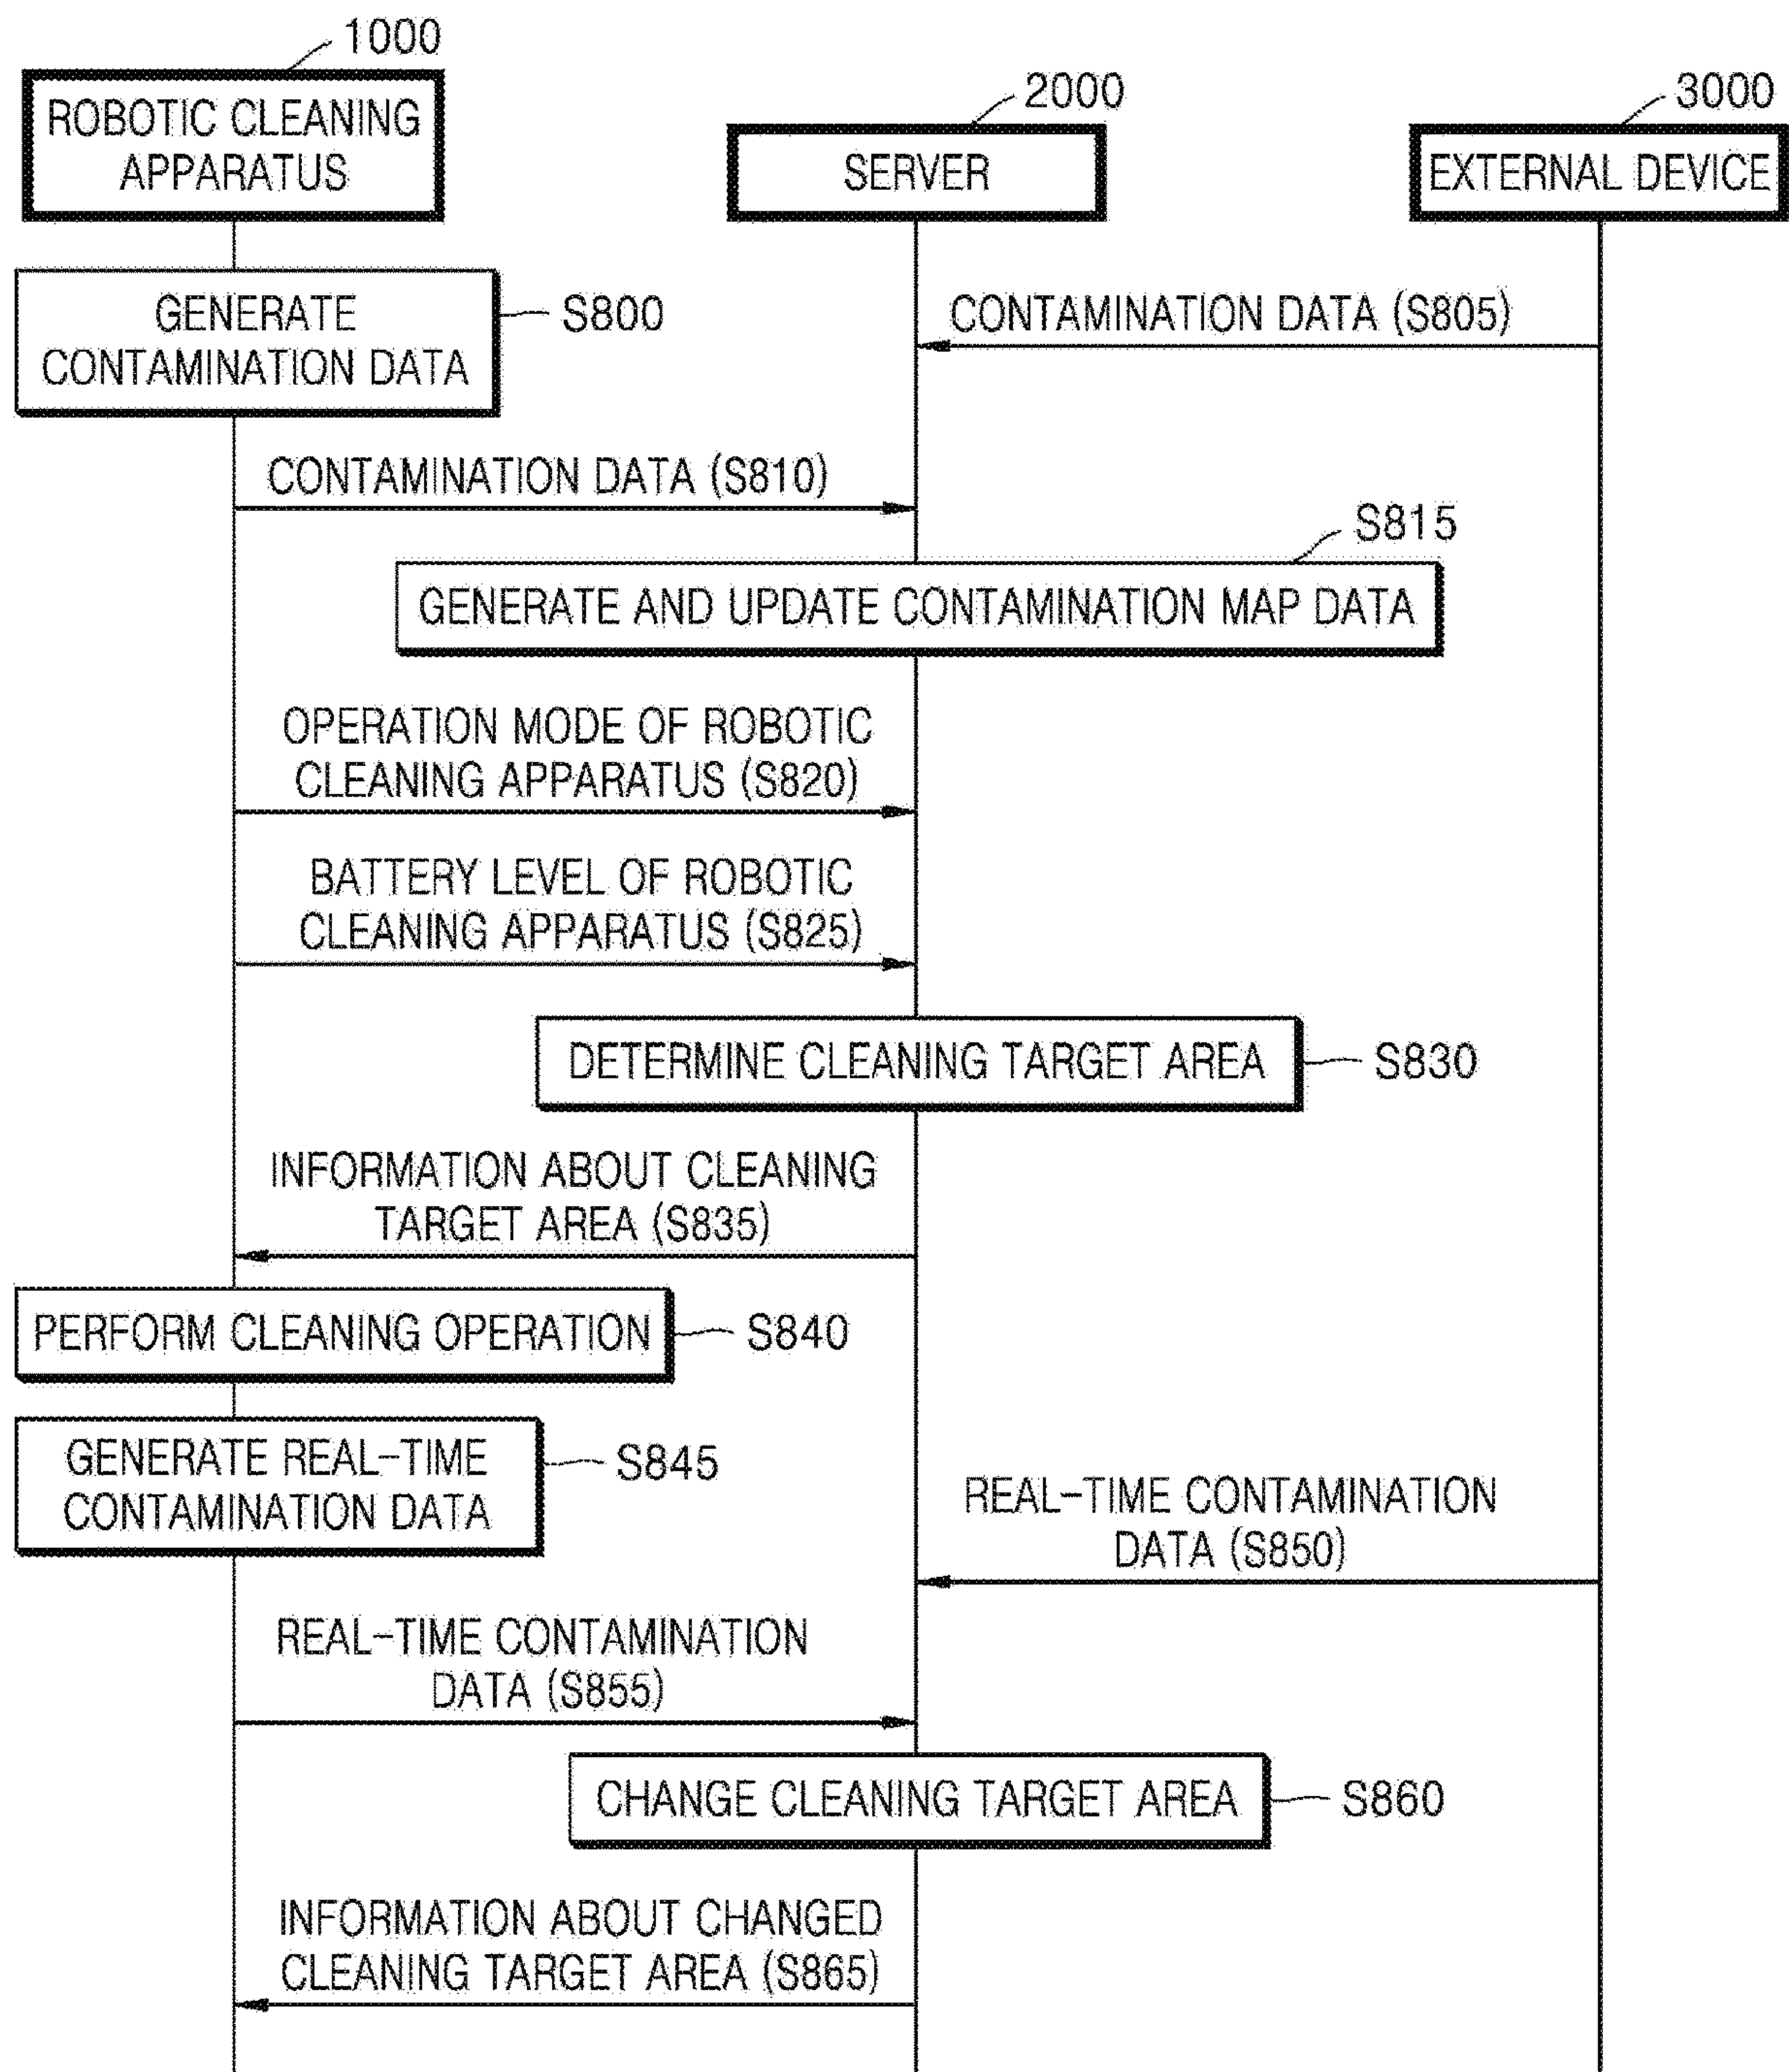 1000
ROBOTIC CLEANING
APPARATUS
2000
SERVER
3000
EXTERNAL DEVICE
GENERATE
CONTAMINATION DATA
S800
CONTAMINATION DATA (S805)
CONTAMINATION DATA (S810)
S815
GENERATE AND UPDATE CONTAMINATION MAP DATA
OPERATION MODE OF ROBOTIC
CLEANING APPARATUS (S820)
BATTERY LEVEL OF ROBOTIC
CLEANING APPARATUS (S825)
DETERMINE CLEANING TARGET AREA
S830
INFORMATION ABOUT CLEANING
TARGET AREA (S835)
PERFORM CLEANING OPERATION
S840
GENERATE REAL-TIME
CONTAMINATION DATA
S845
REAL-TIME CONTAMINATION
DATA (S850)
REAL-TIME CONTAMINATION
DATA (S855)
CHANGE CLEANING TARGET AREA
S860
INFORMATION ABOUT CHANGED
CLEANING TARGET AREA (S865)